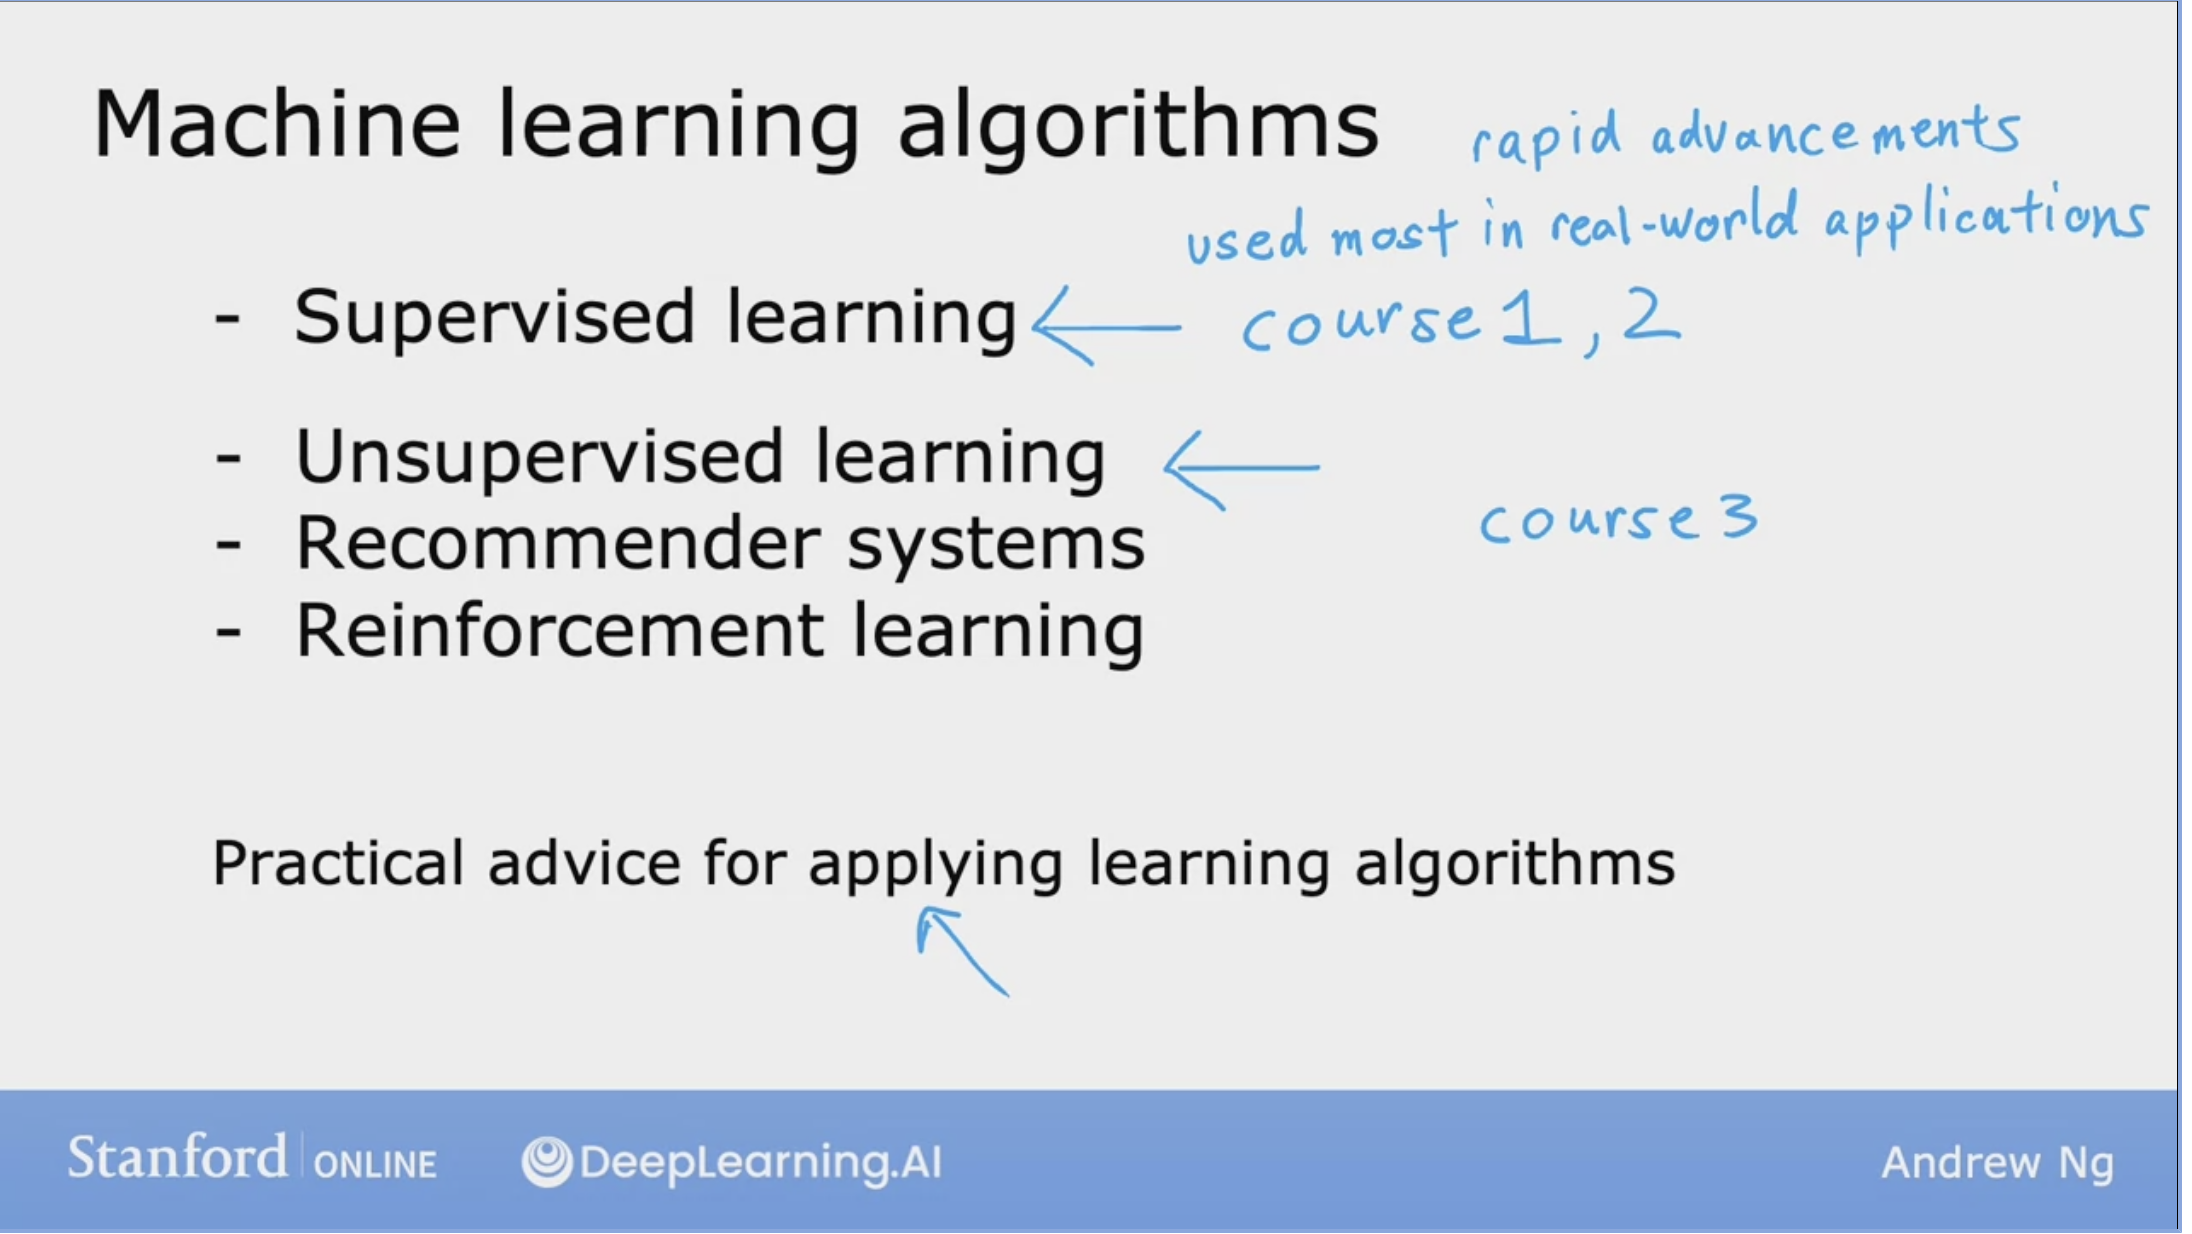 Machine learning algorithms
rapid advancements
used most in real-world applications
- Supervised learning
course 1, 2
- Unsupervised learning
- Recommender systems
course 3
- Reinforcement learning
Practical advice for applying learning algorithms
Stanford ONLINE
DeepLearning.AI
Andrew Ng